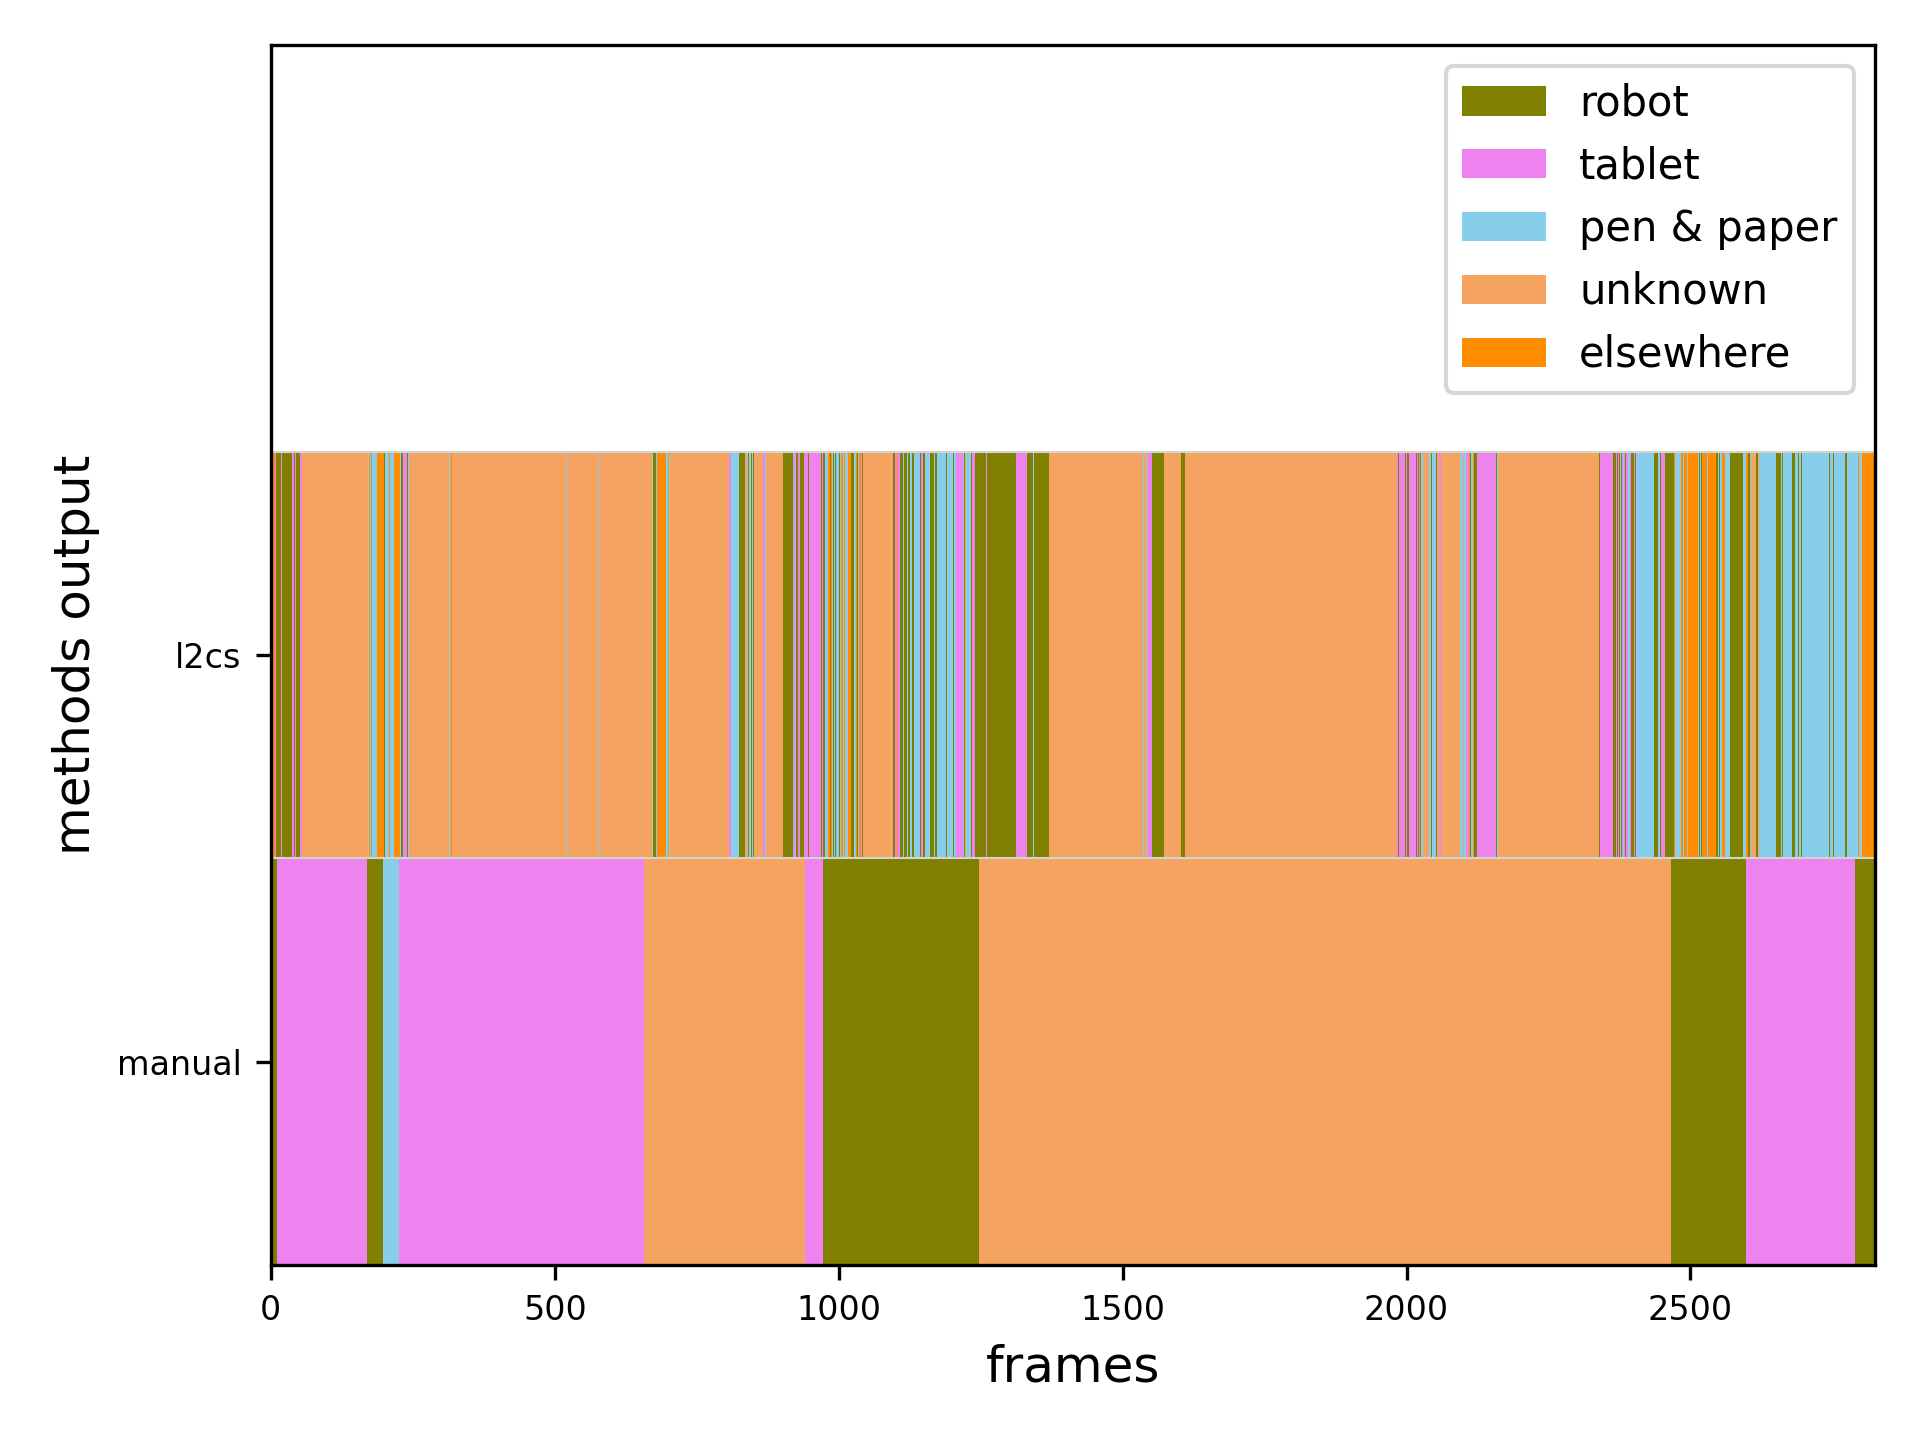 robot
tablet
pen & paper
unknown
elsewhere
methods output
l2cs
manual
0 500 1000 1500 2000 2500
frames